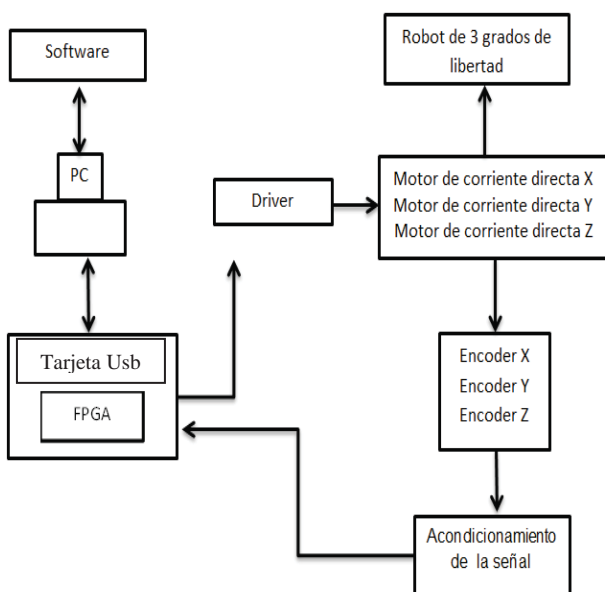 Software
Robot de 3 grados de
libertad
PC
Driver
Motor de corriente directa X
Motor de corriente directa Y
Motor de corriente directa Z
Tarjeta Usb
FPGA
Encoder X
Encoder Y
Encoder Z
Acondicionamiento
de la señal